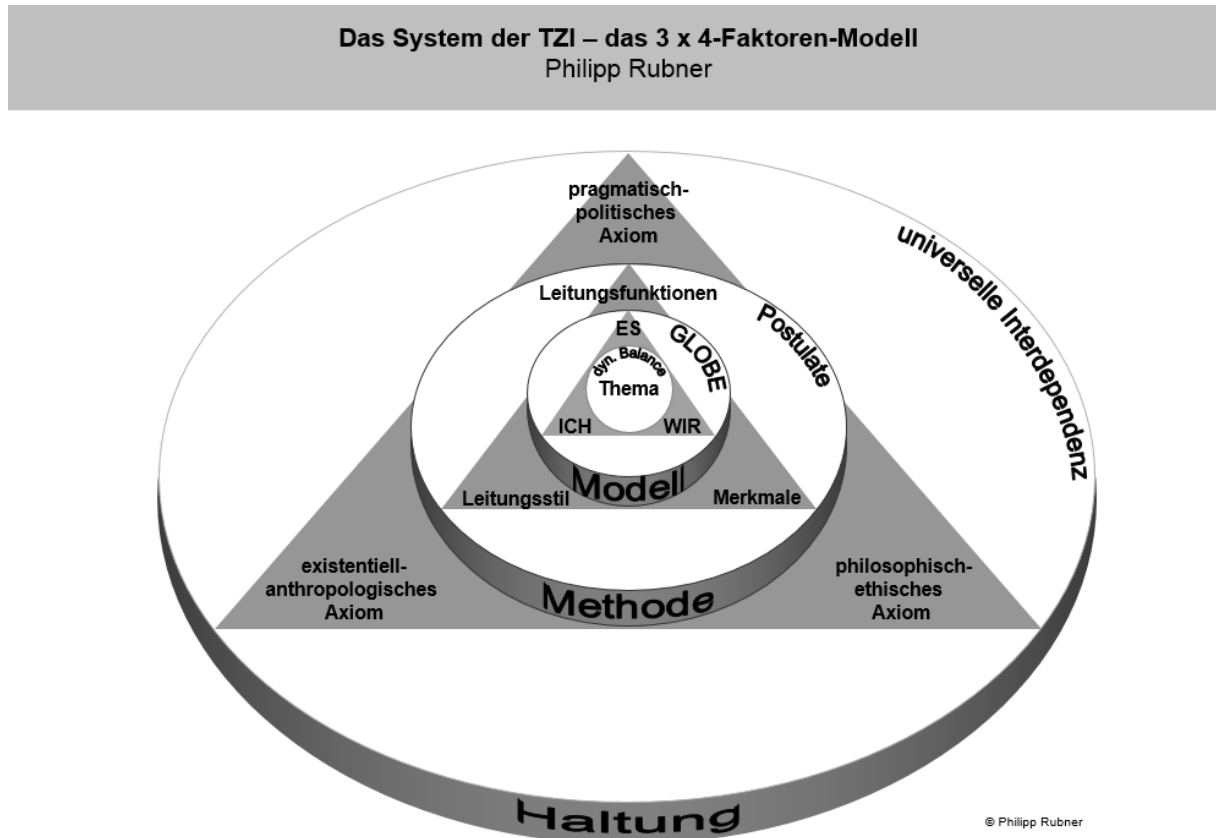 Das System der TZI – das 3 x 4-Faktoren-Modell
Philipp Rubner
pragmatisch-
politisches
Axiom
universelle Interdependenz
Leitungsfunktionen
Postulate
ES
GLOBE
dyn. Balance
Thema
ICH
WIR
Modell
Leitungsstil
Merkmale
existentiell-
anthropologisches
Axiom
philosophisch-
ethisches
Axiom
Methode
Haltung
© Philipp Rubner